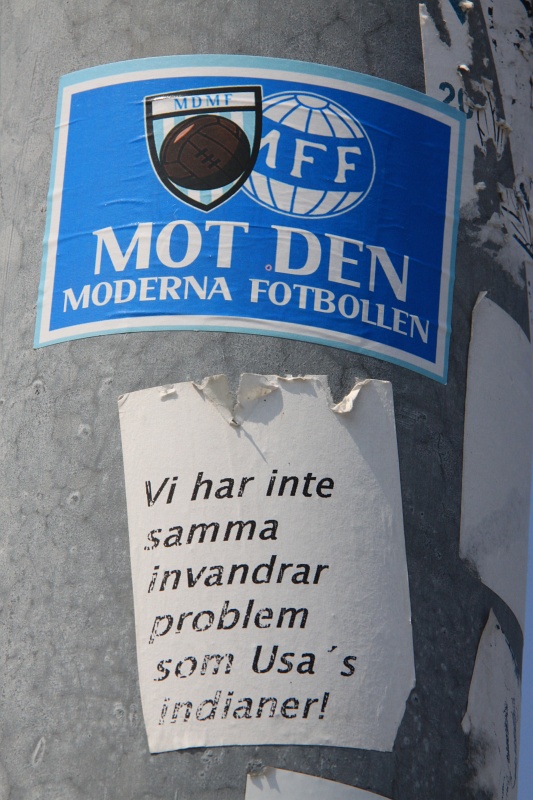 MDMF
MFF
MOT DEN
MODERNA FOTBOLLEN
Vi har inte
samma
invandrar
problem
som Usa´s
indianer!